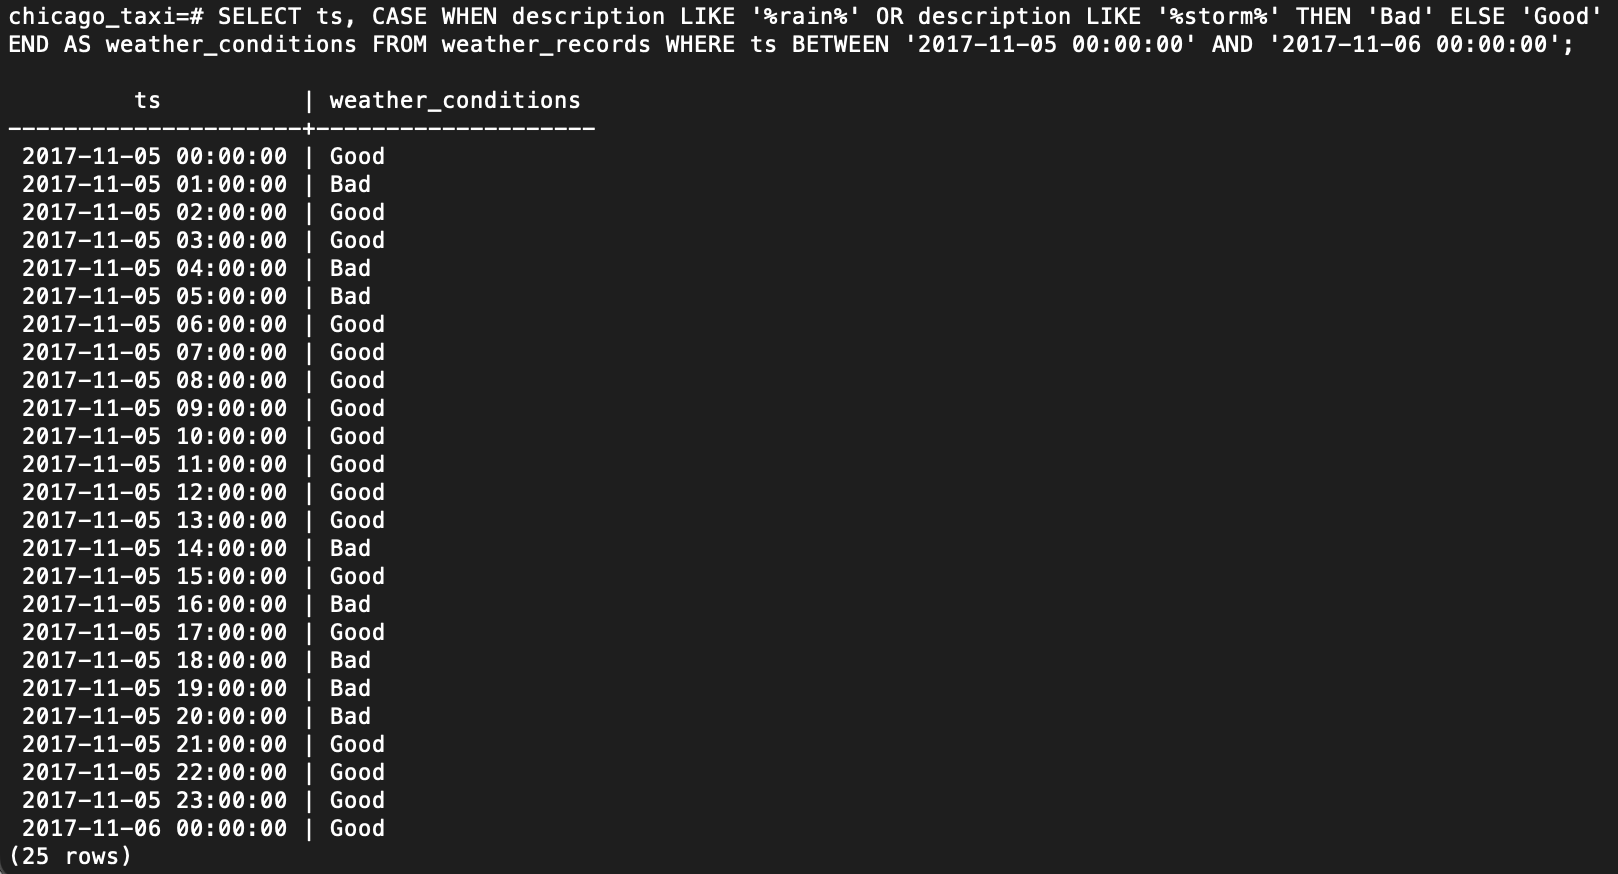 chicago_taxi=# SELECT ts, CASE WHEN description LIKE '%rain%' OR description LIKE '%storm%' THEN 'Bad' ELSE 'Good'
END AS weather_conditions FROM weather_records WHERE ts BETWEEN '2017-11-05 00:00:00' AND '2017-11-06 00:00:00';
         ts          | weather_conditions
---------------------+--------------------
 2017-11-05 00:00:00 | Good
 2017-11-05 01:00:00 | Bad
 2017-11-05 02:00:00 | Good
 2017-11-05 03:00:00 | Good
 2017-11-05 04:00:00 | Bad
 2017-11-05 05:00:00 | Bad
 2017-11-05 06:00:00 | Good
 2017-11-05 07:00:00 | Good
 2017-11-05 08:00:00 | Good
 2017-11-05 09:00:00 | Good
 2017-11-05 10:00:00 | Good
 2017-11-05 11:00:00 | Good
 2017-11-05 12:00:00 | Good
 2017-11-05 13:00:00 | Good
 2017-11-05 14:00:00 | Bad
 2017-11-05 15:00:00 | Good
 2017-11-05 16:00:00 | Bad
 2017-11-05 17:00:00 | Good
 2017-11-05 18:00:00 | Bad
 2017-11-05 19:00:00 | Bad
 2017-11-05 20:00:00 | Bad
 2017-11-05 21:00:00 | Good
 2017-11-05 22:00:00 | Good
 2017-11-05 23:00:00 | Good
 2017-11-06 00:00:00 | Good
(25 rows)